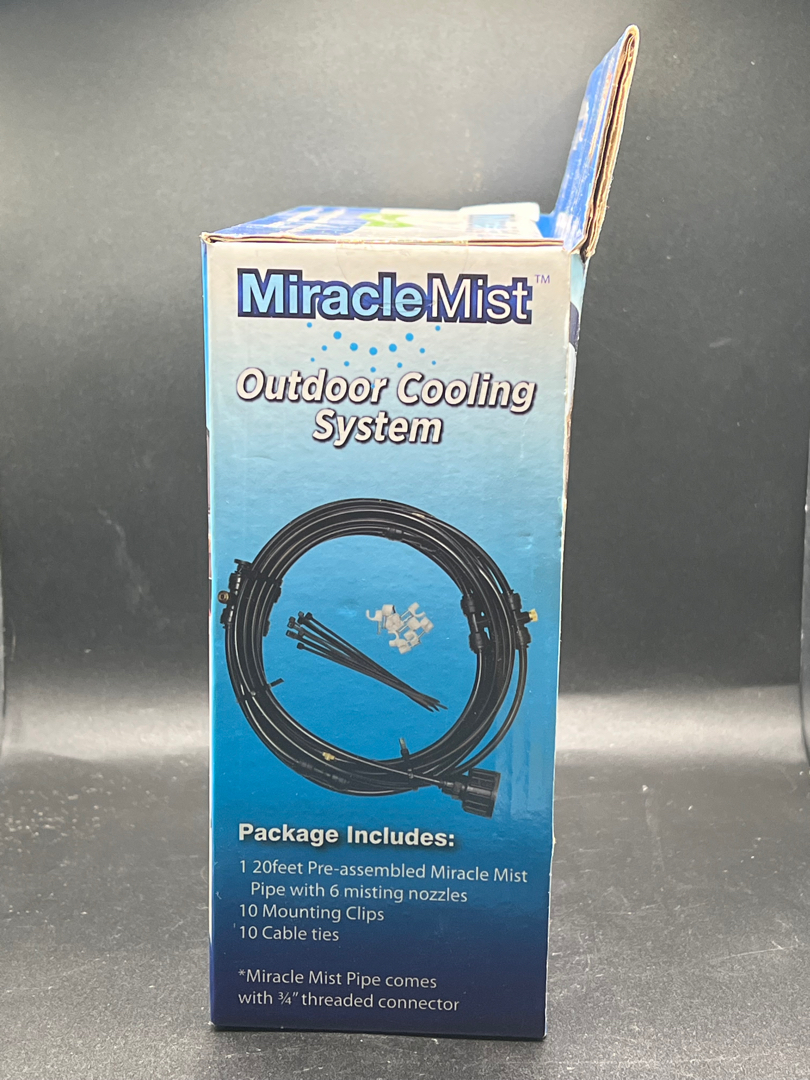 MiracleMist™
Outdoor Cooling
System
Package Includes:
1 20feet Pre-assembled Miracle Mist
Pipe with 6 misting nozzles
10 Mounting Clips
10 Cable ties
*Miracle Mist Pipe comes
with ¾" threaded connector